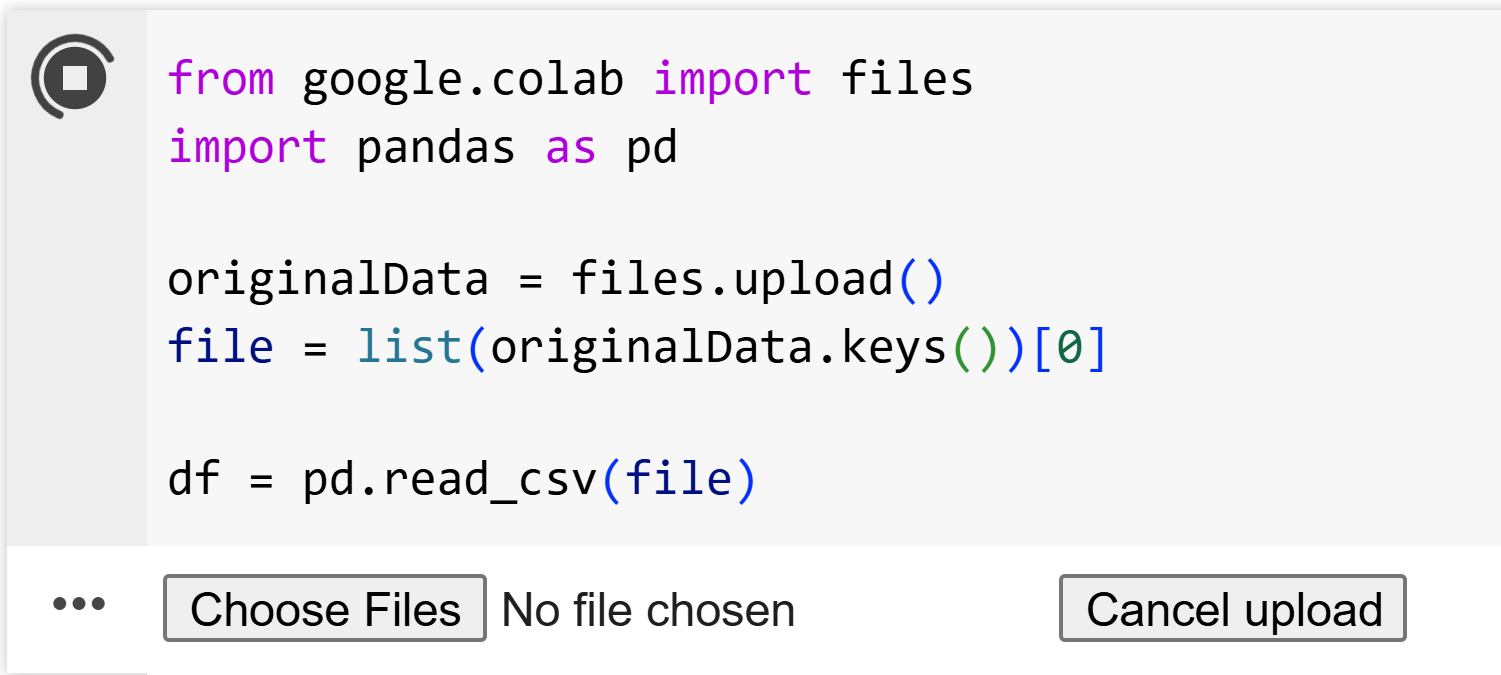 from google.colab import files
import pandas as pd
originalData = files.upload()
file = list(originalData.keys())[0]
df = pd.read_csv(file)
Choose Files No file chosen Cancel upload